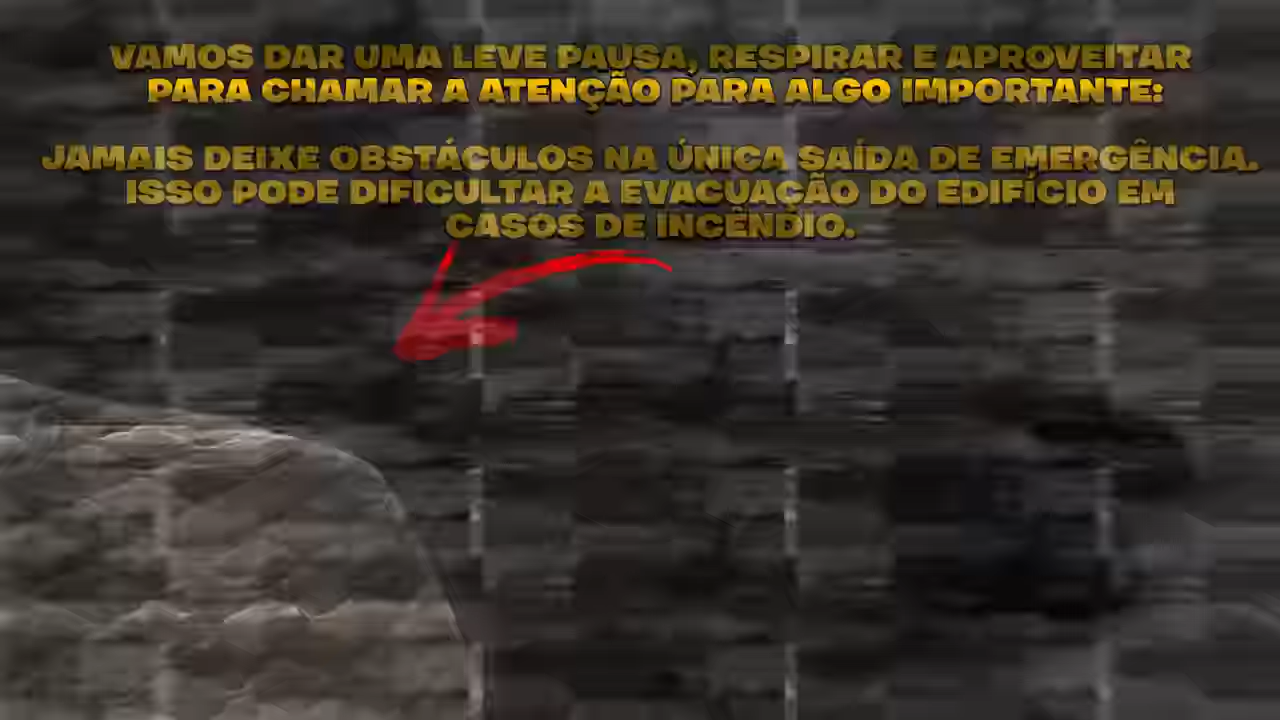 VAMOS DAR UMA LEVE PAUSA, RESPIRAR E APROVEITAR
PARA CHAMAR A ATENÇÃO PARA ALGO IMPORTANTE:
JAMAIS DEIXE OBSTÁCULOS NA ÚNICA SAÍDA DE EMERGÊNCIA.
ISSO PODE DIFICULTAR A EVACUAÇÃO DO EDIFÍCIO EM
CASOS DE INCÊNDIO.